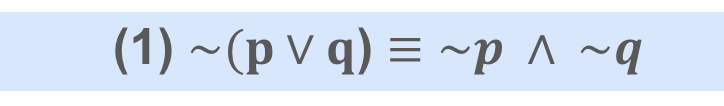 (1) ~(p ∨ q) ≡ ~p ∧ ~q